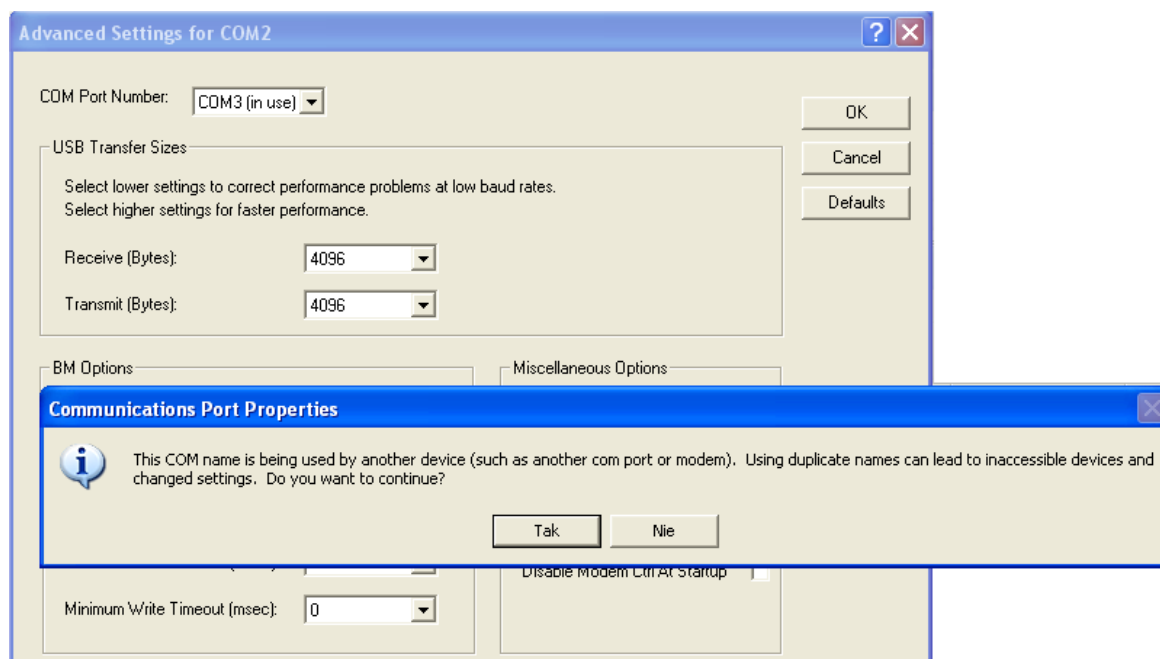 Advanced Settings for COM2
COM Port Number: COM3 (in use)
OK
USB Transfer Sizes
Cancel
Select lower settings to correct performance problems at low baud rates.
Select higher settings for faster performance.
Defaults
Receive (Bytes): 4096
Transmit (Bytes): 4096
BM Options
Miscellaneous Options
Communications Port Properties
This COM name is being used by another device (such as another com port or modem). Using duplicate names can lead to inaccessible devices and
changed settings. Do you want to continue?
Tak Nie
Disable Modem Ctrl At Startup
Minimum Write Timeout (msec): 0